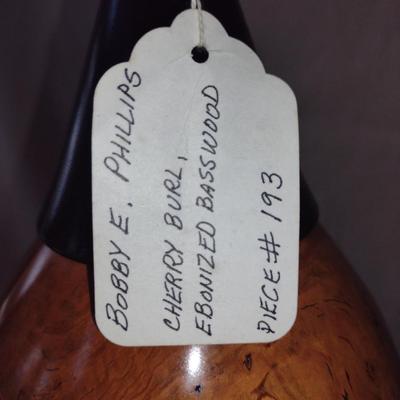 BOBBY E. PHILLIPS
CHERRY BURL,
EBONIZED BASSWOOD
PIECE# 193